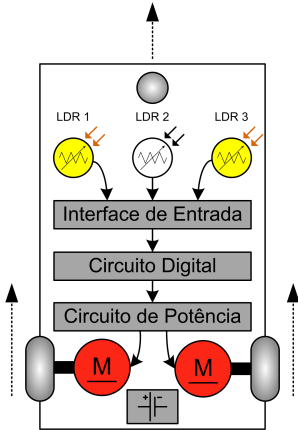 LDR 1 LDR 2 LDR 3
Interface de Entrada
Circuito Digital
Circuito de Potência
M M
+ -